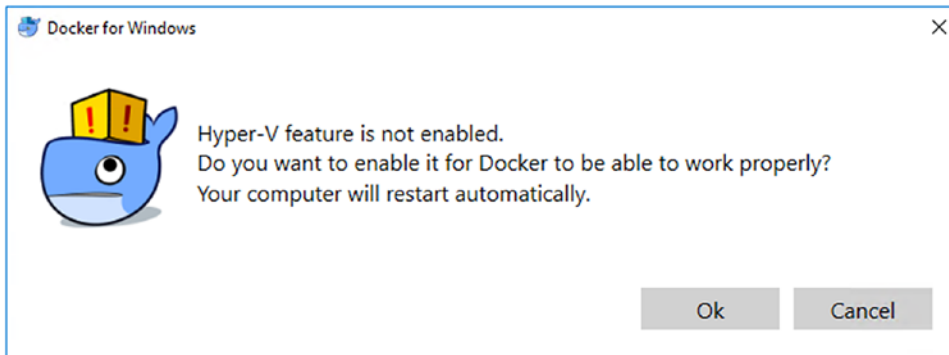 Docker for Windows
Hyper-V feature is not enabled.
Do you want to enable it for Docker to be able to work properly?
Your computer will restart automatically.
Ok Cancel